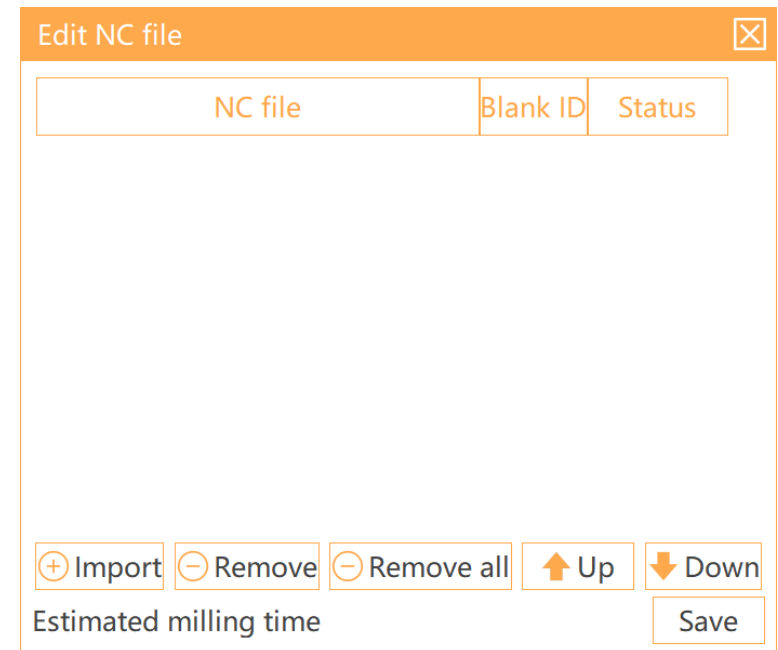 Edit NC file
NC file Blank ID Status
Import Remove Remove all Up Down
Estimated milling time Save